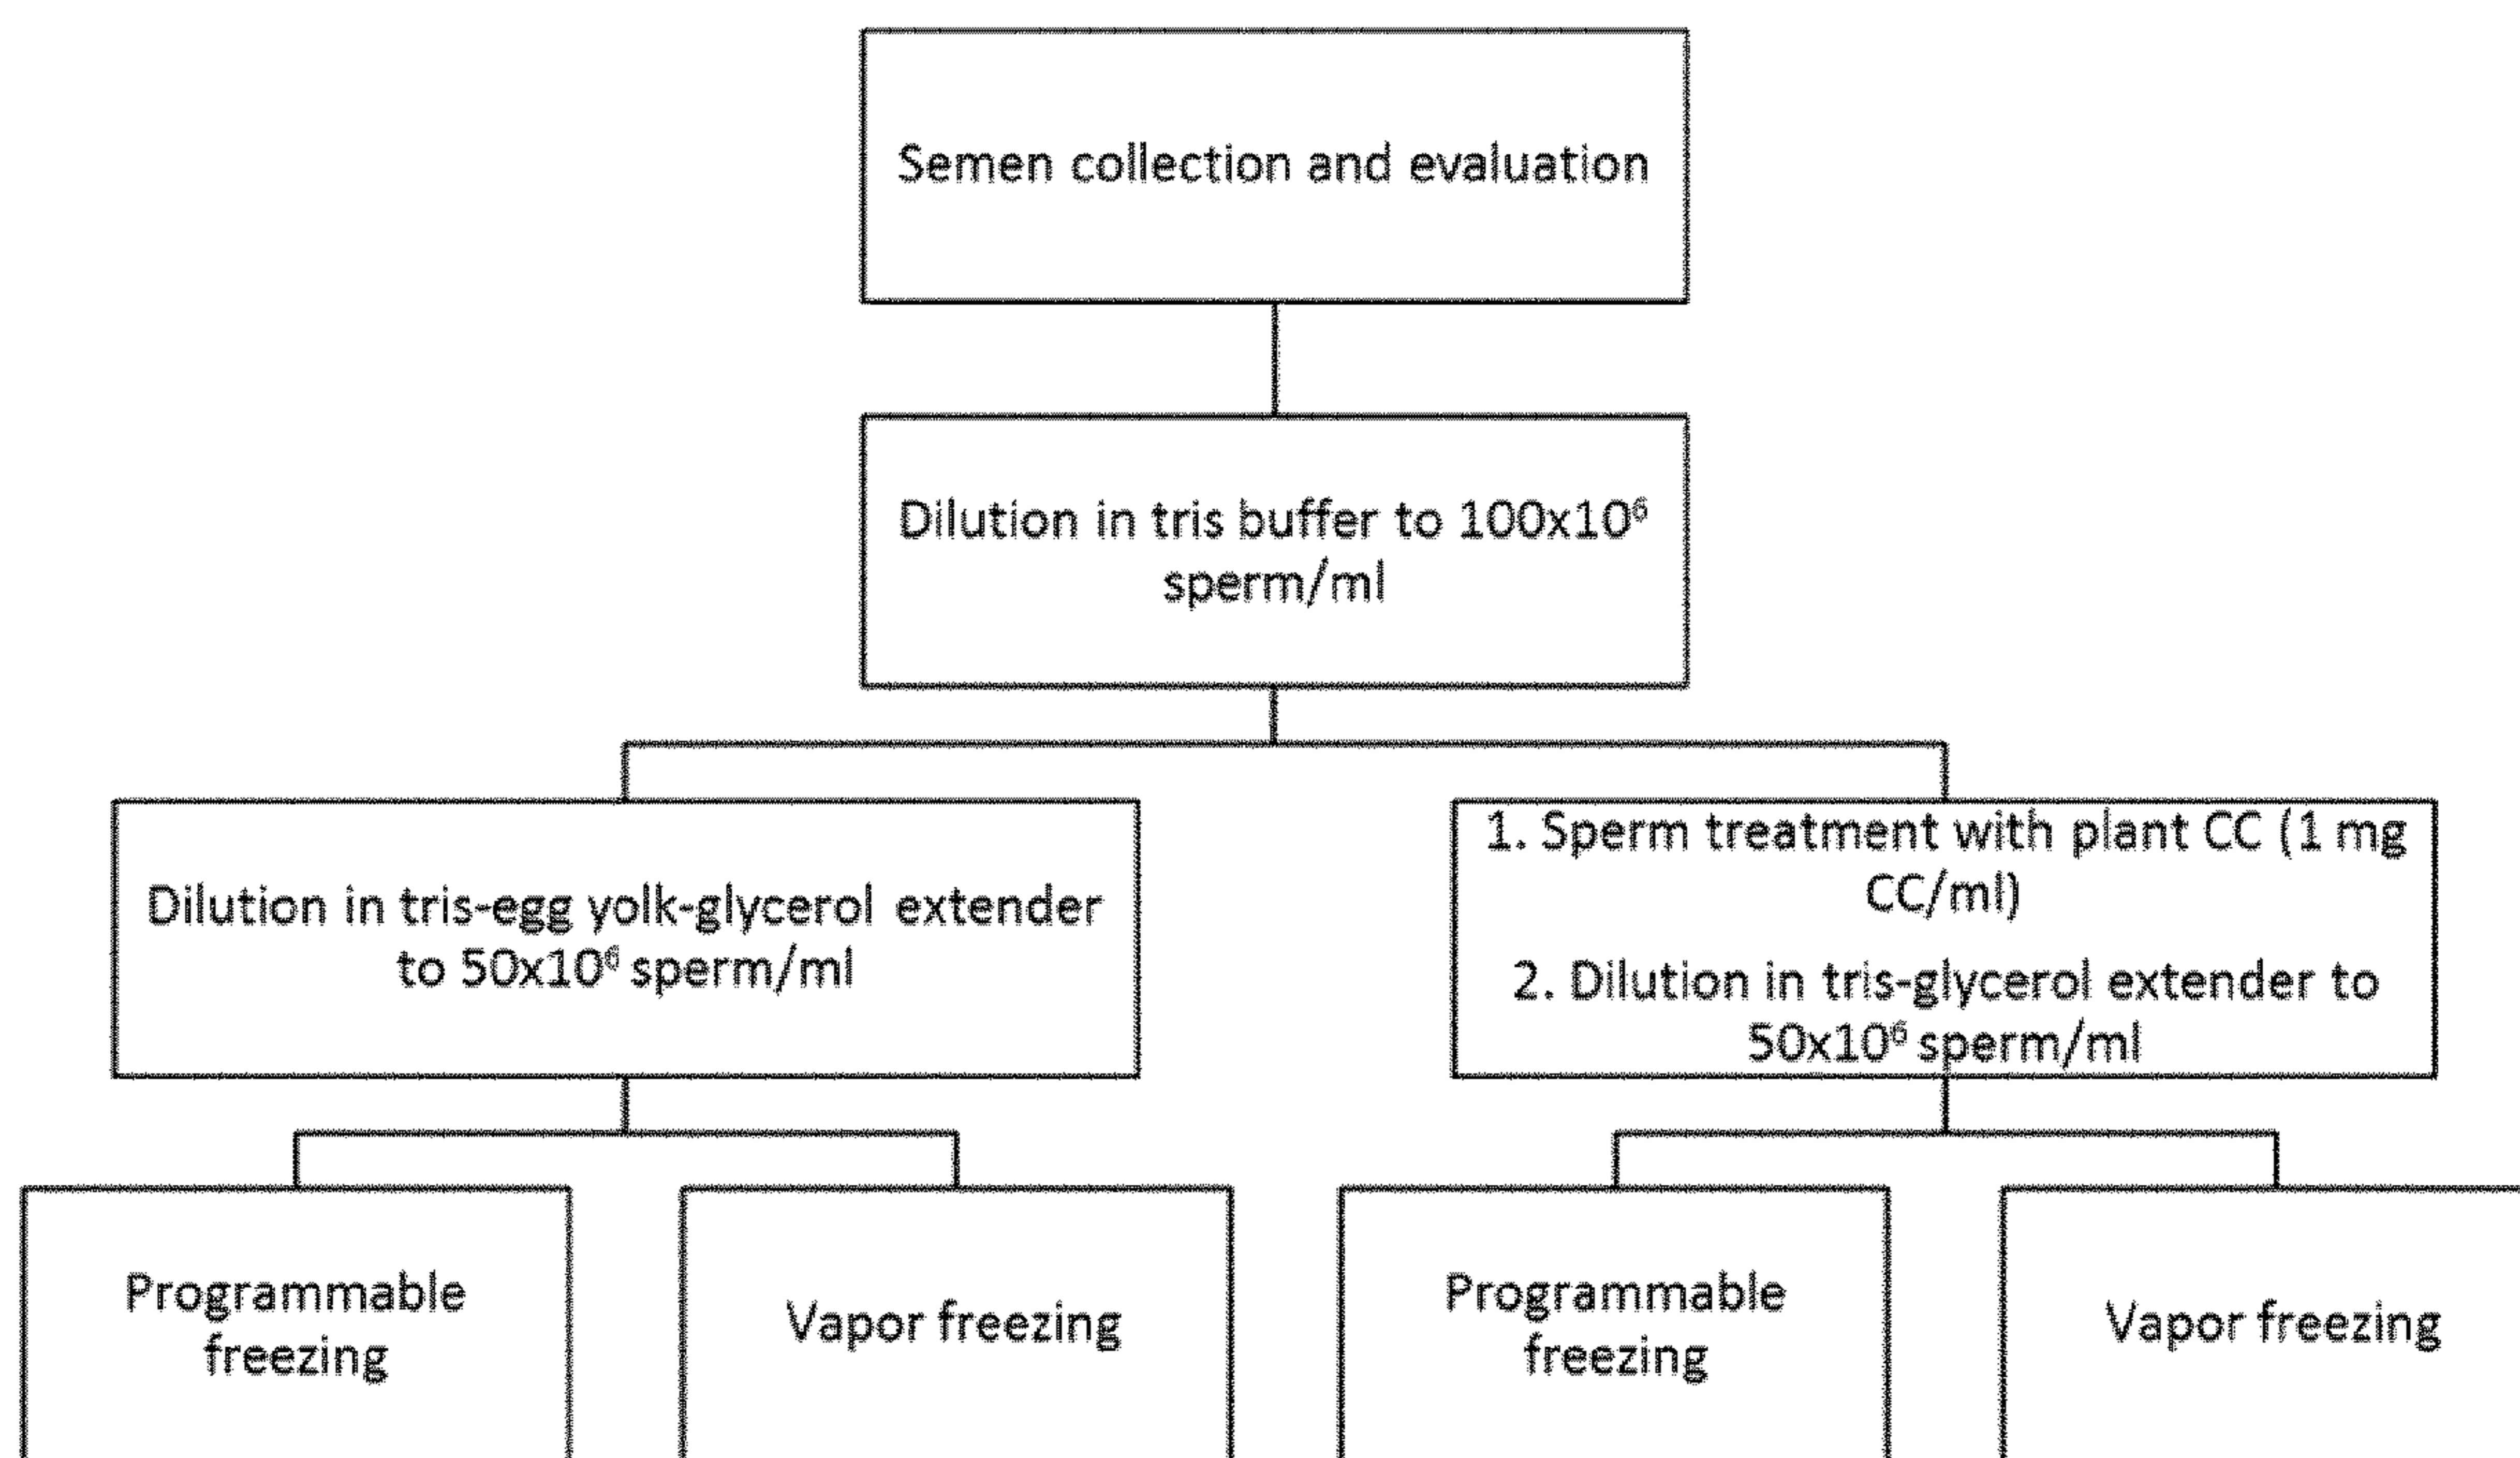 Semen collection and evaluation
Dilution in tris buffer to 100x10⁶
sperm/ml
Dilution in tris-egg yolk-glycerol extender
to 50x10⁶ sperm/ml
1. Sperm treatment with plant CC (1 mg
CC/ml)
2. Dilution in tris-glycerol extender to
50x10⁶ sperm/ml
Programmable
freezing
Vapor freezing
Programmable
freezing
Vapor freezing